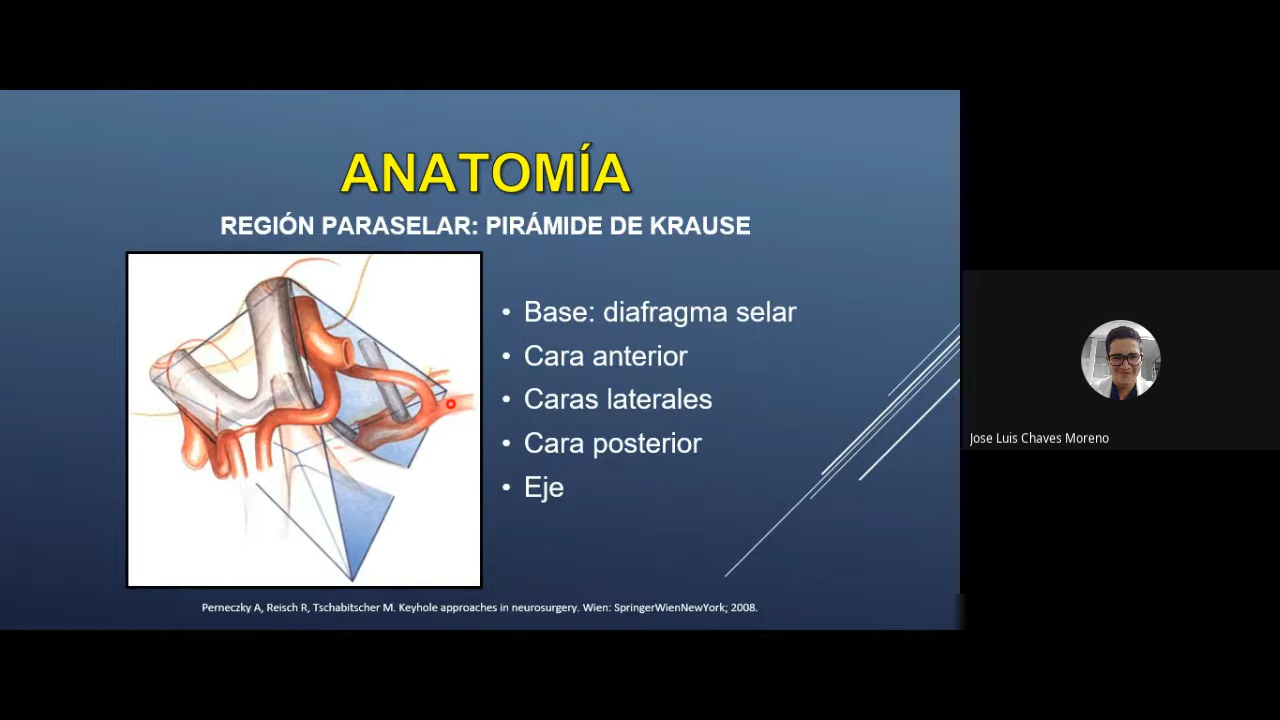 ANATOMÍA
REGIÓN PARASELAR: PIRÁMIDE DE KRAUSE
• Base: diafragma selar
• Cara anterior
• Caras laterales
• Cara posterior
• Eje
Perneczky A, Reisch R, Tschabitscher M. Keyhole approaches in neurosurgery. Wien: SpringerWienNewYork; 2008.
Jose Luis Chaves Moreno